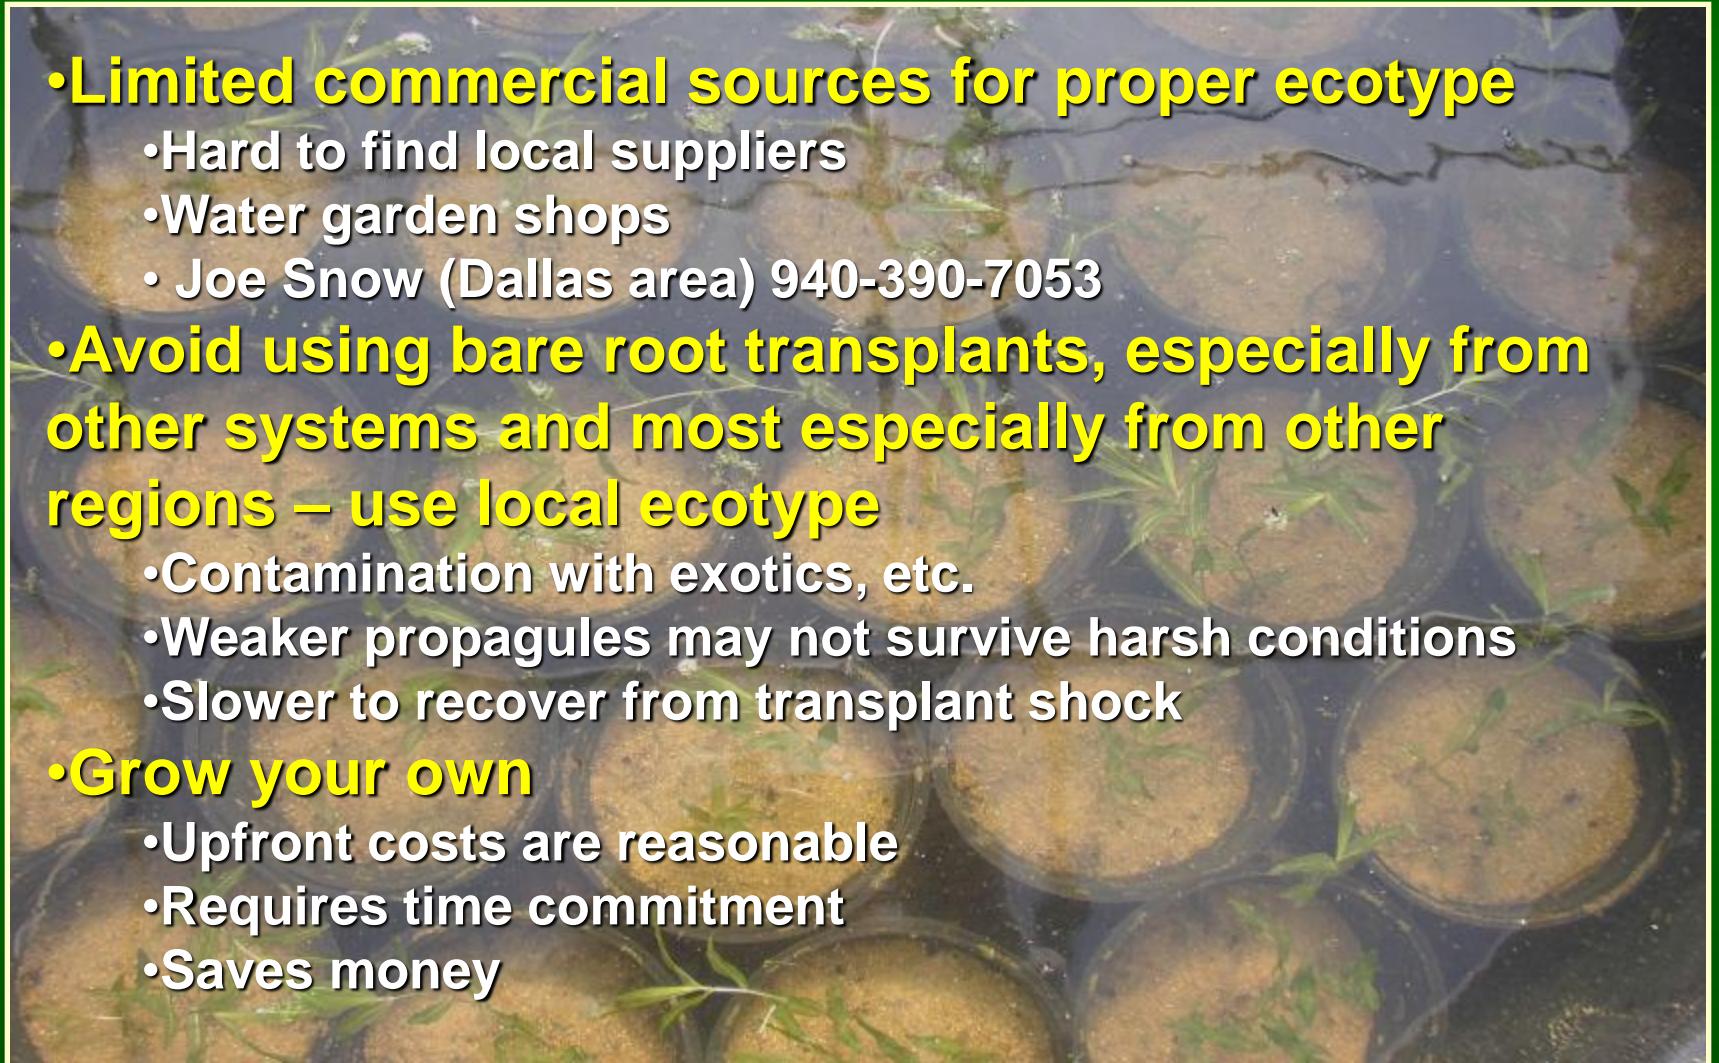 •Limited commercial sources for proper ecotype
•Hard to find local suppliers
•Water garden shops
• Joe Snow (Dallas area) 940-390-7053
•Avoid using bare root transplants, especially from
other systems and most especially from other
regions – use local ecotype
•Contamination with exotics, etc.
•Weaker propagules may not survive harsh conditions
•Slower to recover from transplant shock
•Grow your own
•Upfront costs are reasonable
•Requires time commitment
•Saves money